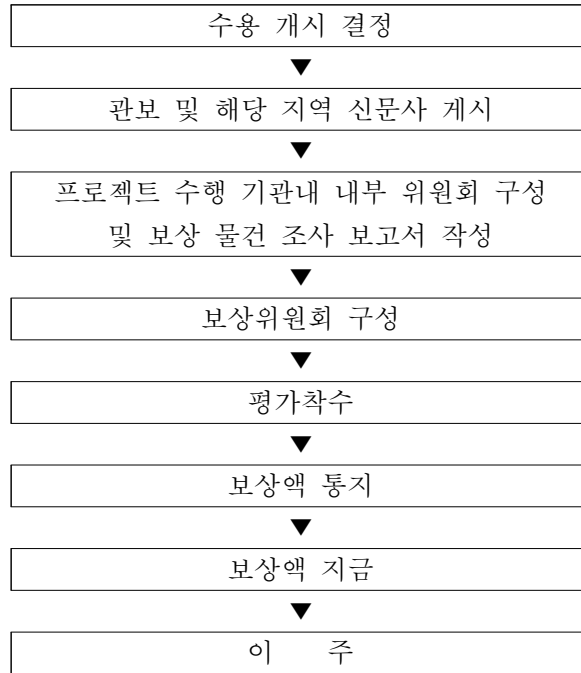 수용 개시 결정
▼
관보 및 해당 지역 신문사 게시
▼
프로젝트 수행 기관내 내부 위원회 구성
및 보상 물건 조사 보고서 작성
▼
보상위원회 구성
▼
평가착수
▼
보상액 통지
▼
보상액 지급
▼
이 주